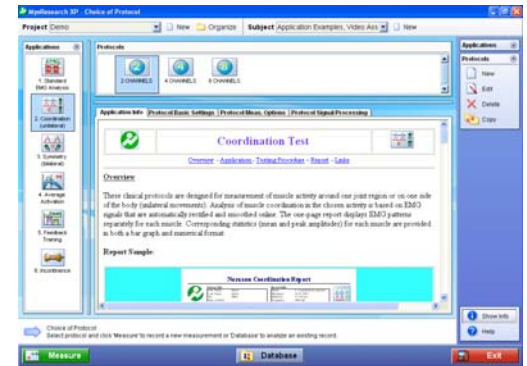 MyoResearch XP - Choice of Protocol
Project Demo New Organize Subject Application Examples, Video Ass New
Applications
1. Standard
EMG Analysis
2. Coordination
(unilateral)
3. Symmetry
(bilateral)
4. Average
Activation
5. Feedback
Training
6. Incontinence
Protocols
2 CHANNELS 4 CHANNELS 8 CHANNELS
Application Info Protocol Basic Settings Protocol Meas. Options Protocol Signal Processing
Coordination Test
Overview - Application - Testing Procedure - Report - Links
Overview
These clinical protocols are designed for measurement of muscle activity around one joint region or on one side
of the body (unilateral movements). Analysis of muscle coordination in the chosen activity is based on EMG
signals that are automatically rectified and smoothed online. The one-page report displays EMG patterns
separately for each muscle. Corresponding statistics (mean and peak amplitudes) for each muscle are provided
in both a bar graph and numerical format.
Report Sample:
Noraxon Coordination Report
Applications
Protocols
New
Edit
Delete
Copy
Show Info
Help
Choice of Protocol
Select protocol and click 'Measure' to record a new measurement or 'Database' to analyze an existing record.
Measure Database Exit